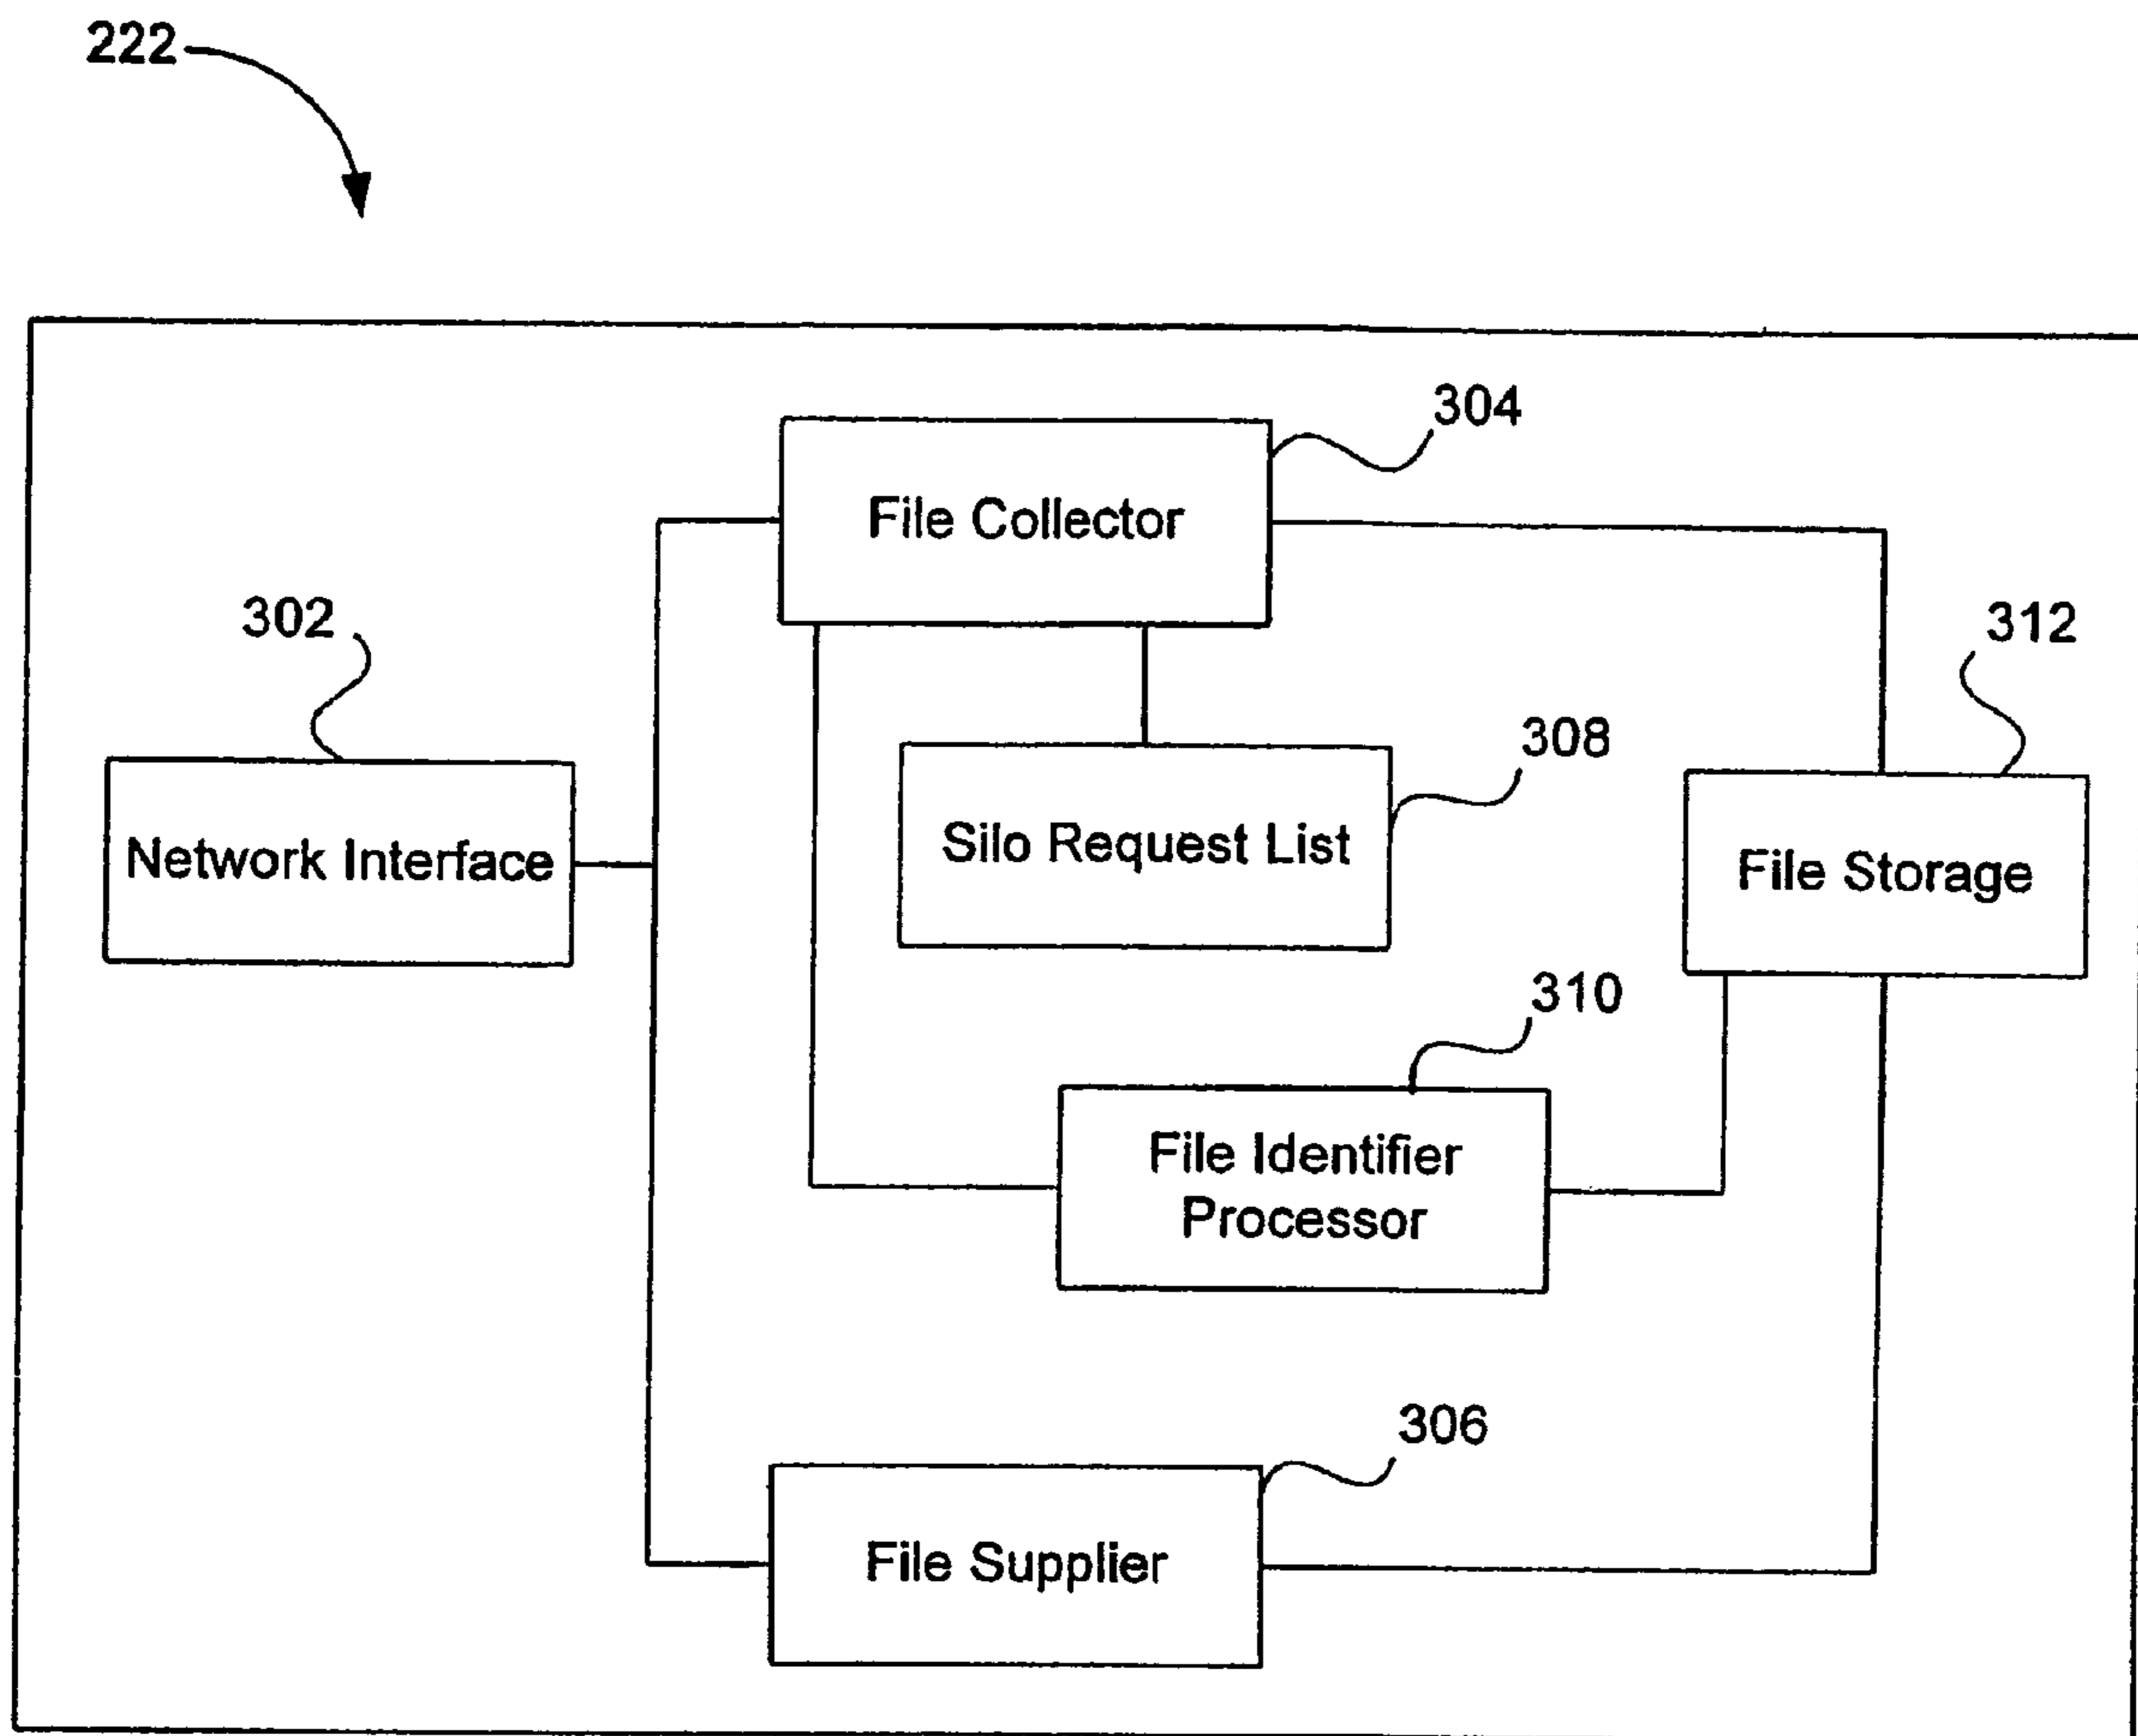 222
304
File Collector
302
312
308
Network Interface
Silo Request List
File Storage
310
File Identifier
Processor
306
File Supplier